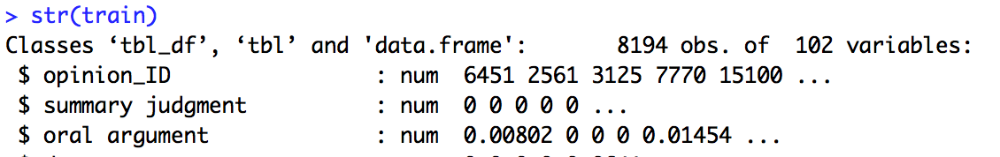 > str(train)
Classes ‘tbl_df’, ‘tbl’ and 'data.frame':	8194 obs. of  102 variables:
 $ opinion_ID              : num  6451 2561 3125 7770 15100 ...
 $ summary judgment        : num  0 0 0 0 0 ...
 $ oral argument           : num  0.00802 0 0 0 0.01454 ...